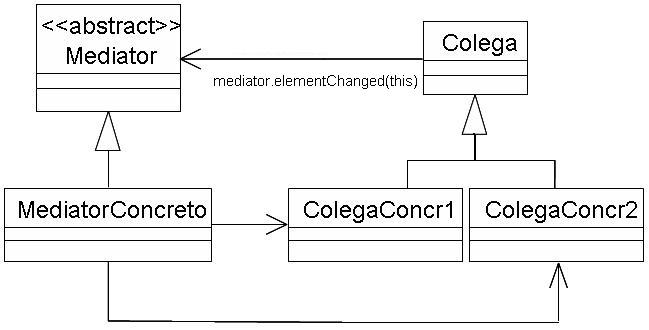 <<abstract>>
Mediator
Colega
mediator.elementChanged(this)
MediatorConcreto
ColegaConcr1
ColegaConcr2